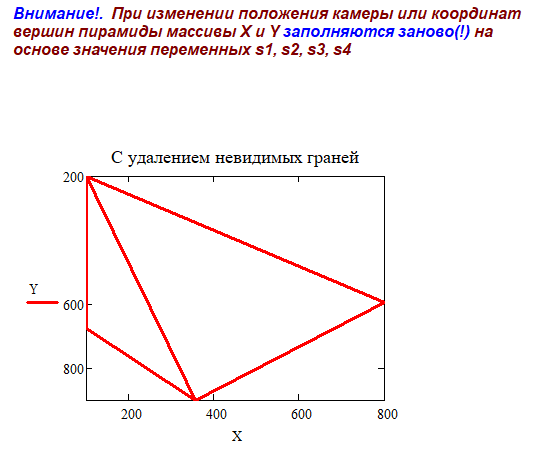 Внимание!. При изменении положения камеры или координат
вершин пирамиды массивы X и Y заполняются заново(!) на
основе значения переменных s1, s2, s3, s4
С удалением невидимых граней
200
Y
600
800
200
400
600
800
X